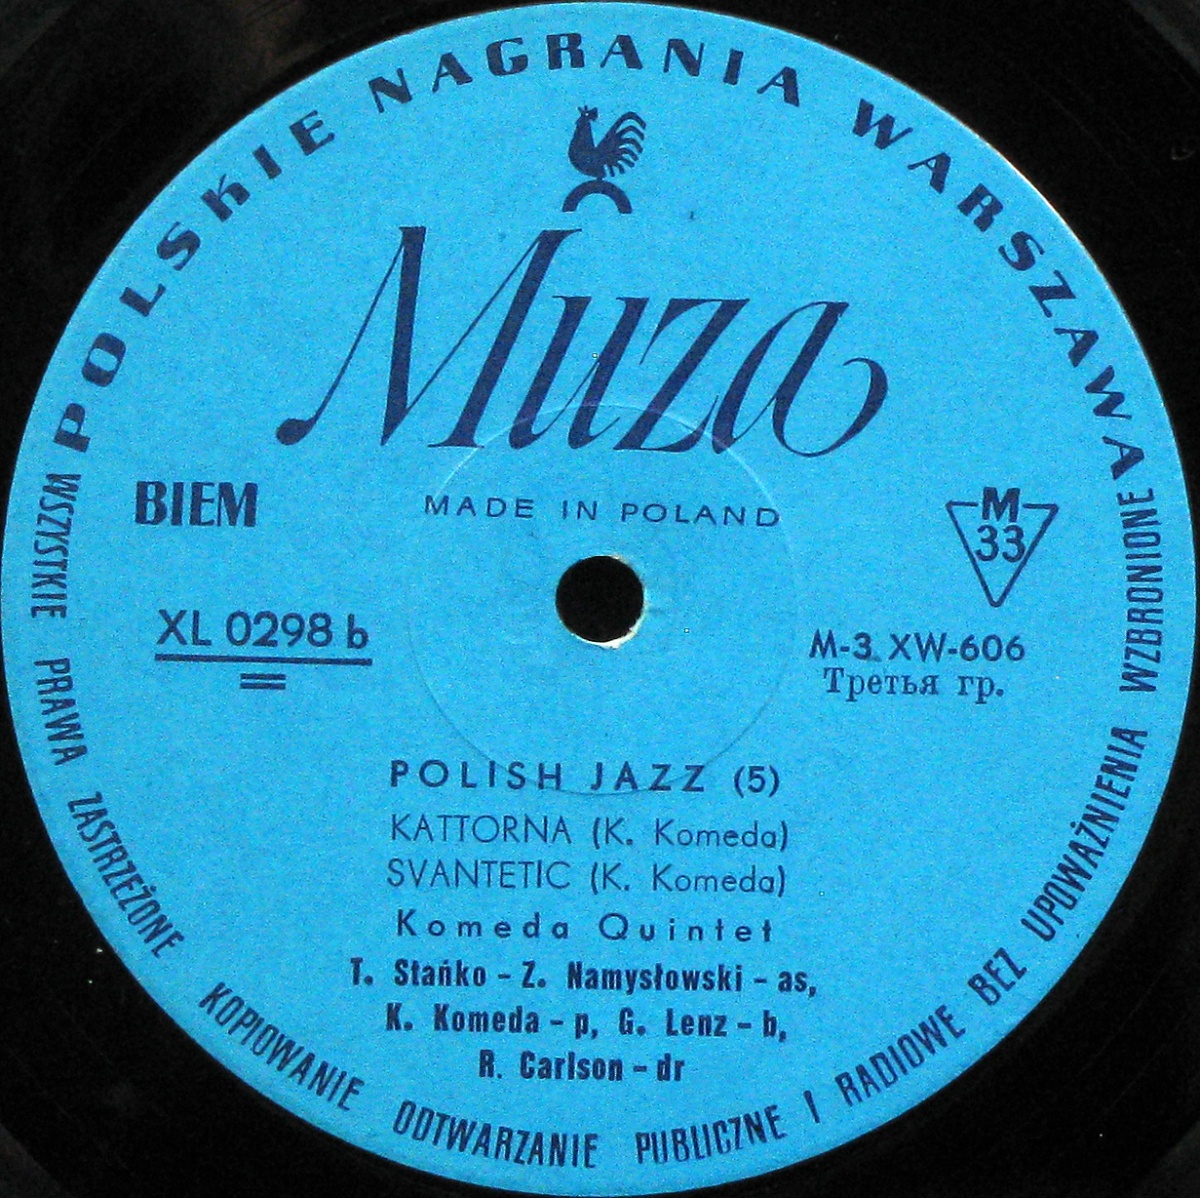 POLSKIE NAGRANIA WARSZAWA
Muza
BIEM
MADE IN POLAND
M
33
XL 0298 b
M-3 XW-606
Третья гр.
POLISH JAZZ (5)
KATTORNA (K. Komeda)
SVANTETIC (K. Komeda)
Komeda Quintet
T. Stańko - Z. Namysłowski - as,
K. Komeda - p, G. Lenz - b,
R. Carlson - dr
WSZYSTKIE PRAWA ZASTRZEŻONE KOPIOWANIE ODTWARZANIE PUBLICZNE I RADIOWE BEZ UPOWAŻNIENIA WZBRONIONE